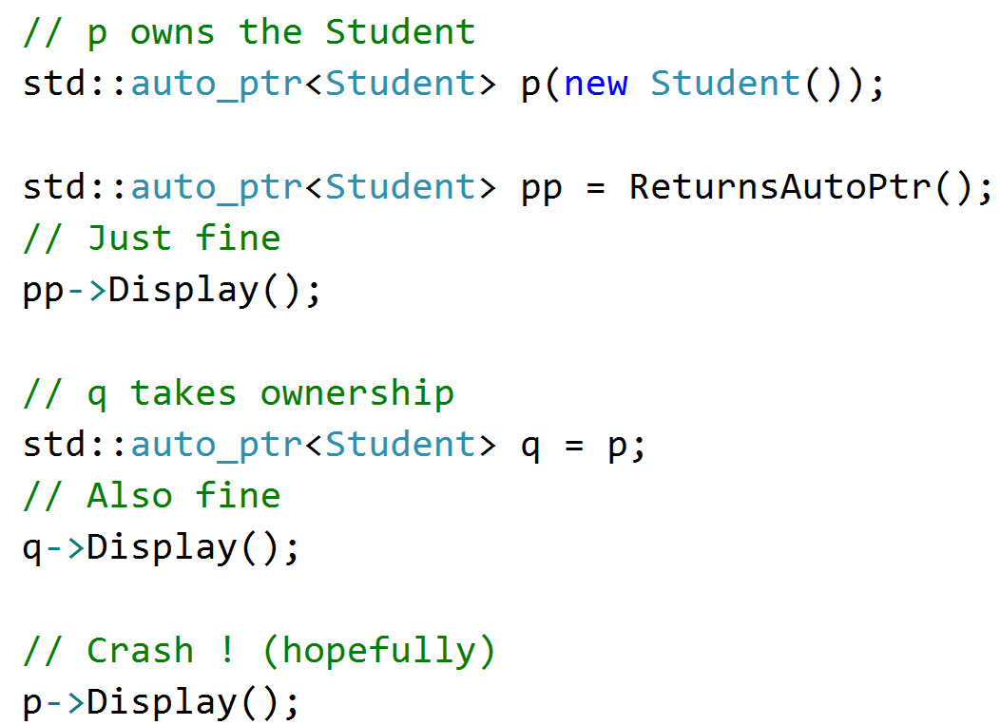 // p owns the Student
std::auto_ptr<Student> p(new Student());
std::auto_ptr<Student> pp = ReturnsAutoPtr();
// Just fine
pp->Display();
// q takes ownership
std::auto_ptr<Student> q = p;
// Also fine
q->Display();
// Crash ! (hopefully)
p->Display();